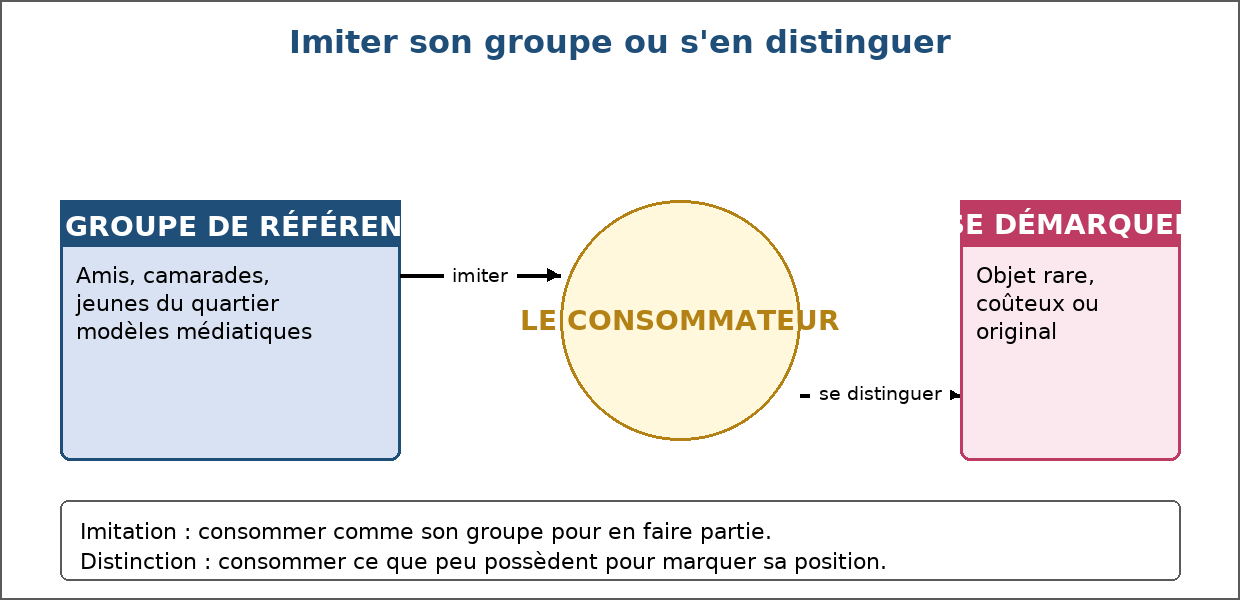 Imiter son groupe ou s'en distinguer
GROUPE DE RÉFÉREN
Amis, camarades,
jeunes du quartier
modèles médiatiques
imiter
LE CONSOMMATEUR
se distinguer
SE DÉMARQUER
Objet rare,
coûteux ou
original
Imitation : consommer comme son groupe pour en faire partie.
Distinction : consommer ce que peu possèdent pour marquer sa position.